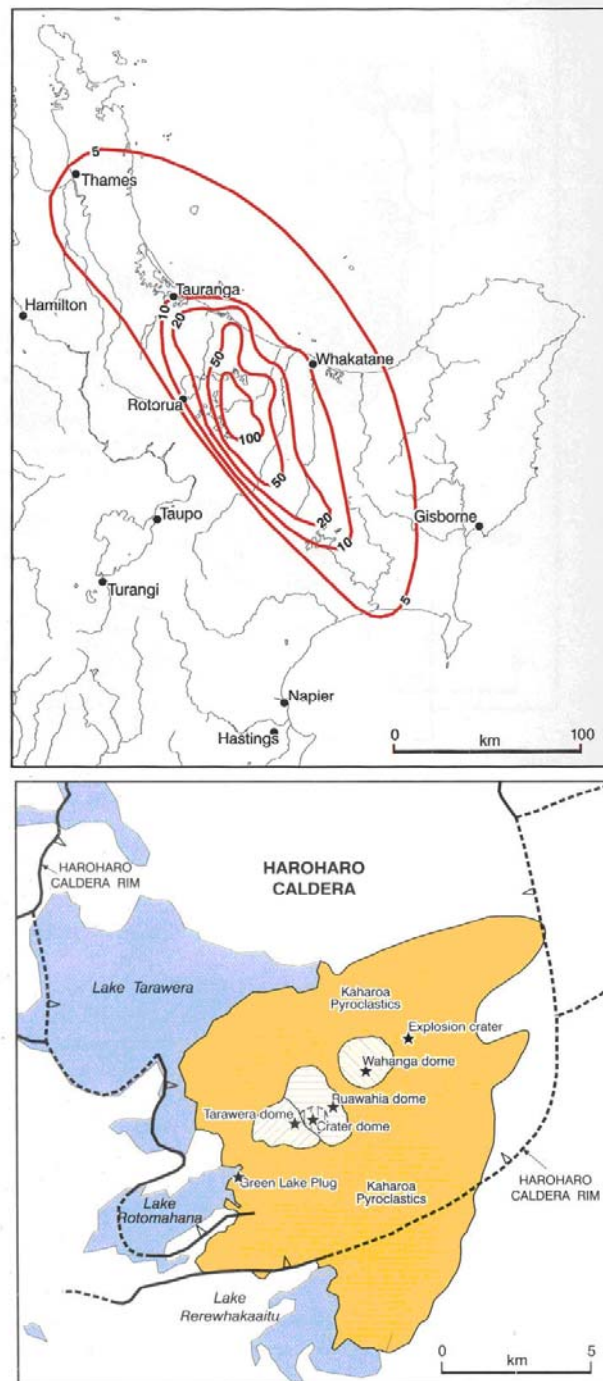 5
Thames
Tauranga
Hamilton
10
20
Whakatane
50
Rotorua
100
50
Gisborne
20
Taupo
10
Turangi
5
Napier
Hastings
0 100
km
HAROHARO
CALDERA RIM
HAROHARO
CALDERA
Lake Tarawera
Kaharoa
Pyroclastics
Explosion crater
Wahanga dome
Ruawahia dome
Tarawera dome
Crater dome
Green Lake Plug
Kaharoa
Pyroclastics
HAROHARO
CALDERA RIM
Lake
Rotomahana
Lake
Rerewhakaaitu
0 5
km